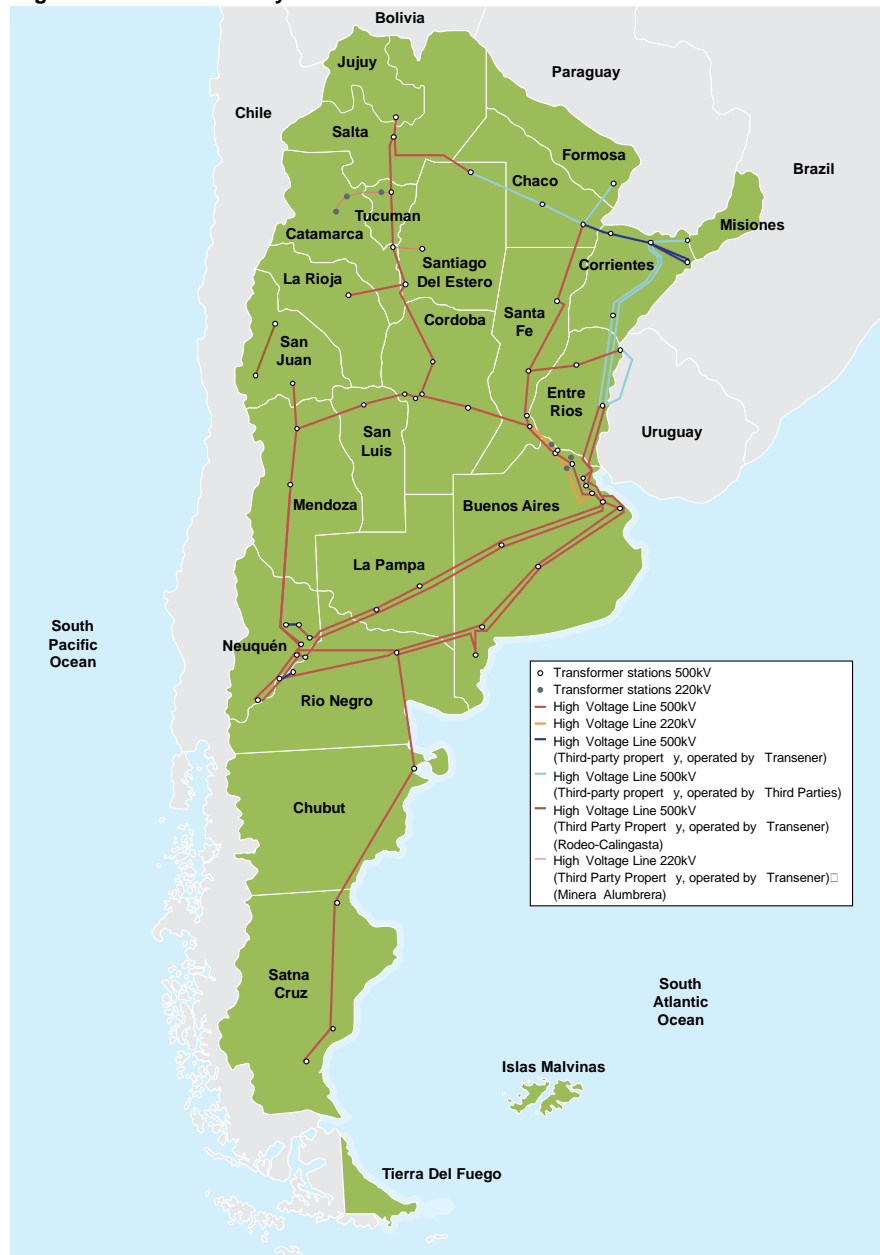 Bolivia
Jujuy
Paraguay
Chile
Salta
Formosa
Brazil
Chaco
Tucuman
Misiones
Catamarca
Santiago
Del Estero
Corrientes
La Rioja
Cordoba
Santa
Fe
San
Juan
Entre
Rios
San
Luis
Uruguay
Mendoza
Buenos Aires
La Pampa
South
Pacific
Ocean
Neuquén
Rio Negro
Transformer stations 500kV
Transformer stations 220kV
High Voltage Line 500kV
High Voltage Line 220kV
High Voltage Line 500kV
(Third-party propert y, operated by Transener)
High Voltage Line 500kV
(Third-party propert y, operated by Third Parties)
High Voltage Line 500kV
(Third Party Propert y, operated by Transener)
(Rodeo-Calingasta)
High Voltage Line 220kV
(Third Party Propert y, operated by Transener)□
(Minera Alumbrera)
Chubut
Satna
Cruz
South
Atlantic
Ocean
Islas Malvinas
Tierra Del Fuego